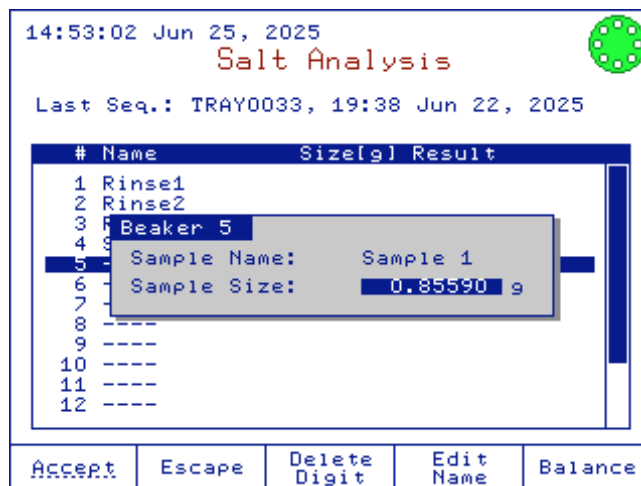 14:53:02 Jun 25, 2025
Salt Analysis
Last Seq.: TRAY0033, 19:38 Jun 22, 2025
# Name Size[g] Result
1 Rinse1
2 Rinse2
3
4
5
6
7
8 ----
9 ----
10 ----
11 ----
12 ----
Beaker 5
Sample Name: Sample 1
Sample Size: 0.85590 g
Accept
Escape
Delete Digit
Edit Name
Balance